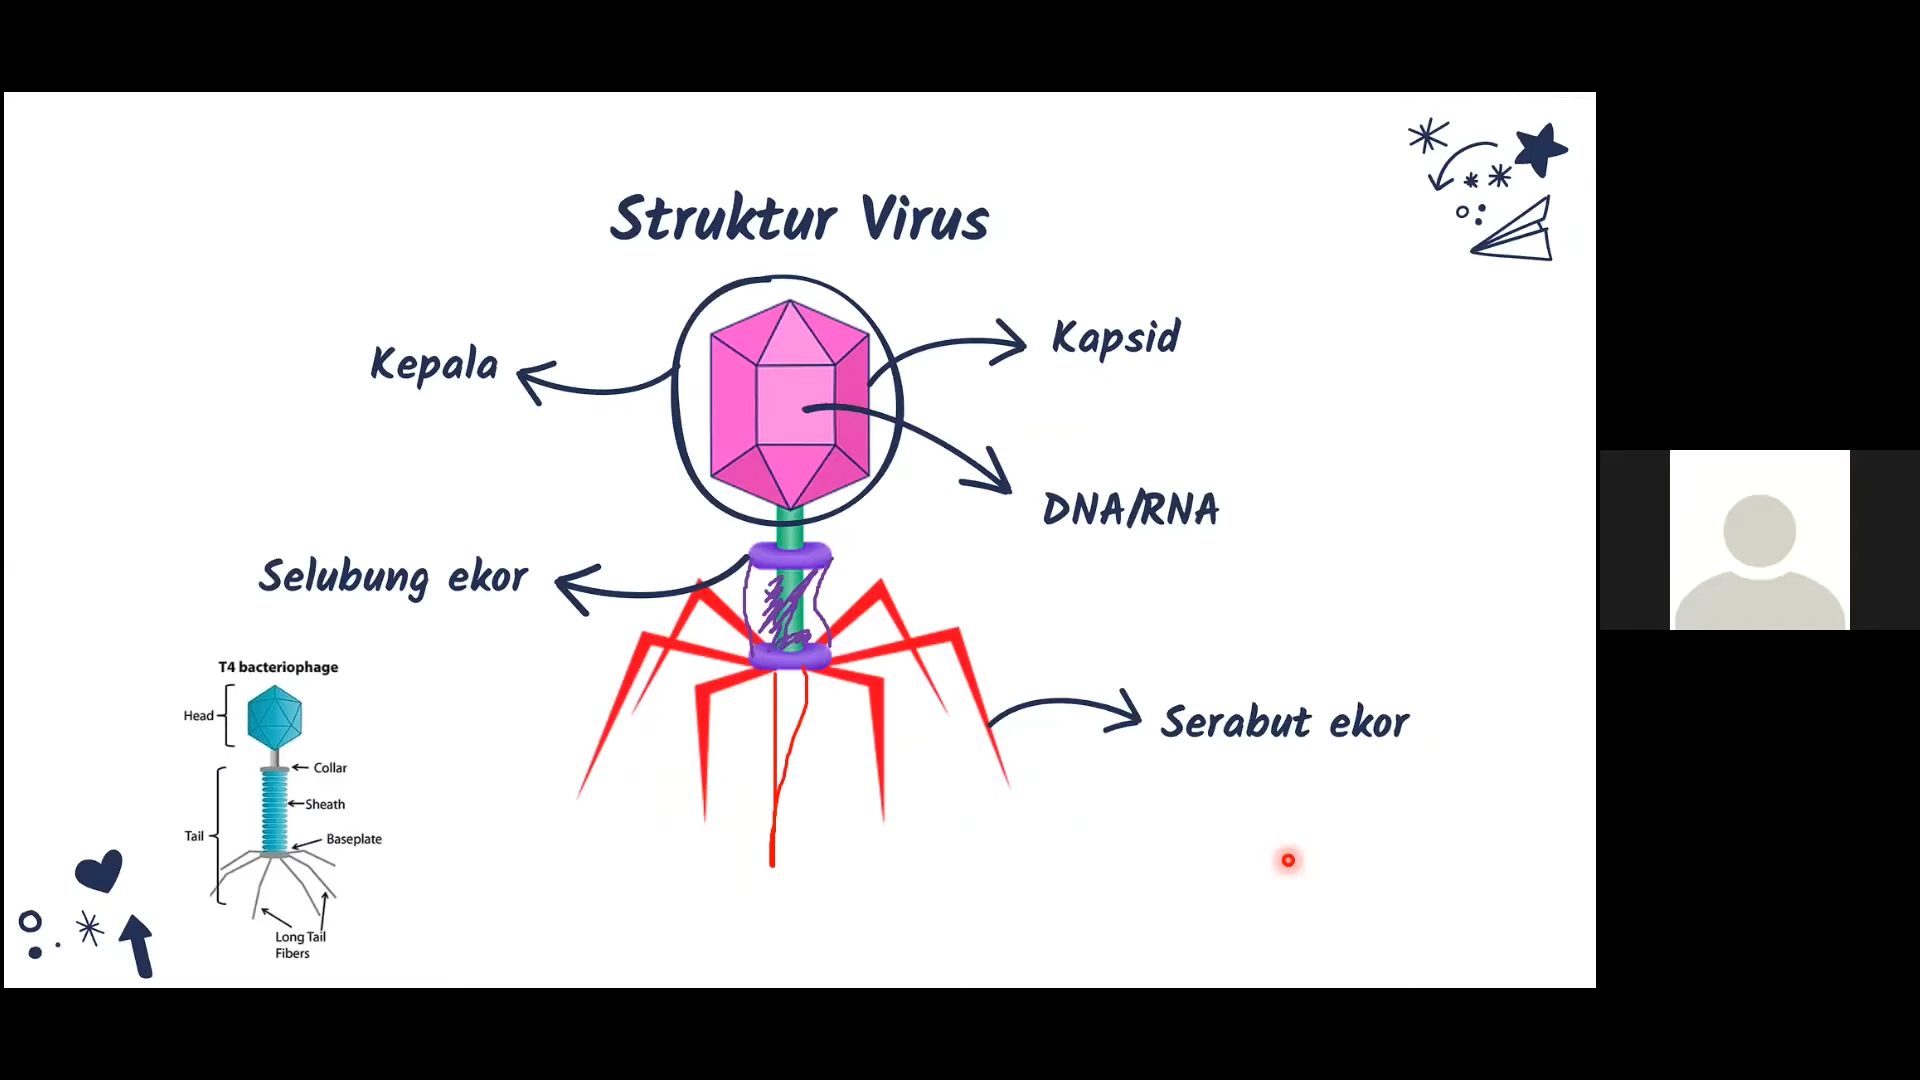 Struktur Virus
Kepala
Kapsid
DNA/RNA
Selubung ekor
Serabut ekor
T4 bacteriophage
Head
Collar
Sheath
Tail
Baseplate
Long Tail
Fibers